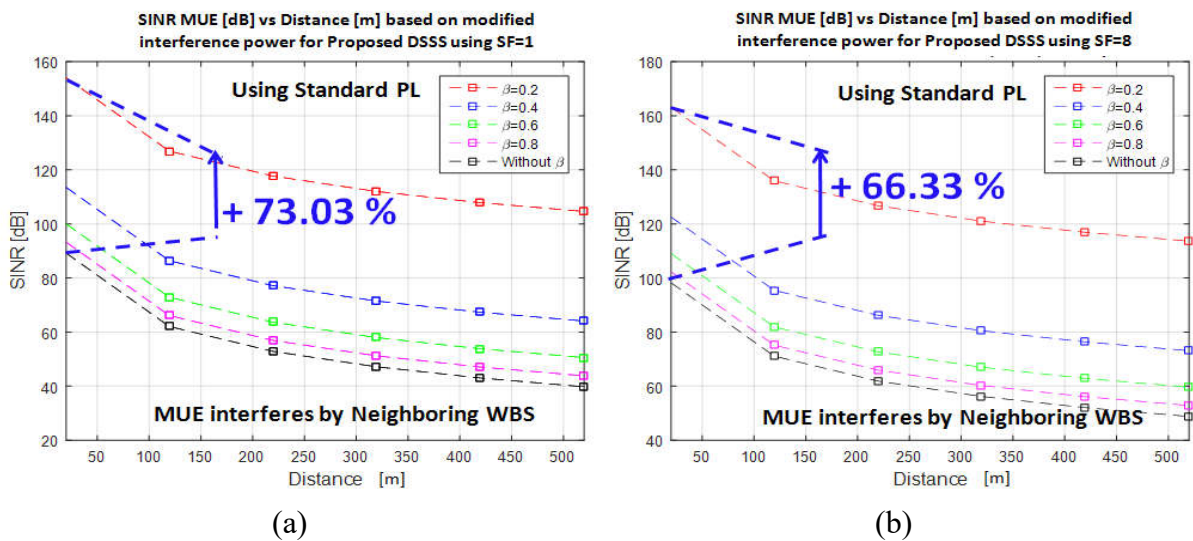 SINR MUE [dB] vs Distance [m] based on modified
interference power for Proposed DSSS using SF=1
160
140
120
100
80
60
40
20
SINR [dB]
Using Standard PL
β=0.2
β=0.4
β=0.6
β=0.8
Without β
+ 73.03 %
MUE interferes by Neighboring WBS
50 100 150 200 250 300 350 400 450 500
Distance [m]
(a)
SINR MUE [dB] vs Distance [m] based on modified
interference power for Proposed DSSS using SF=8
180
160
140
120
100
80
60
40
SINR [dB]
Using Standard PL
β=0.2
β=0.4
β=0.6
β=0.8
Without β
+ 66.33 %
MUE interferes by Neighboring WBS
50 100 150 200 250 300 350 400 450 500
Distance [m]
(b)